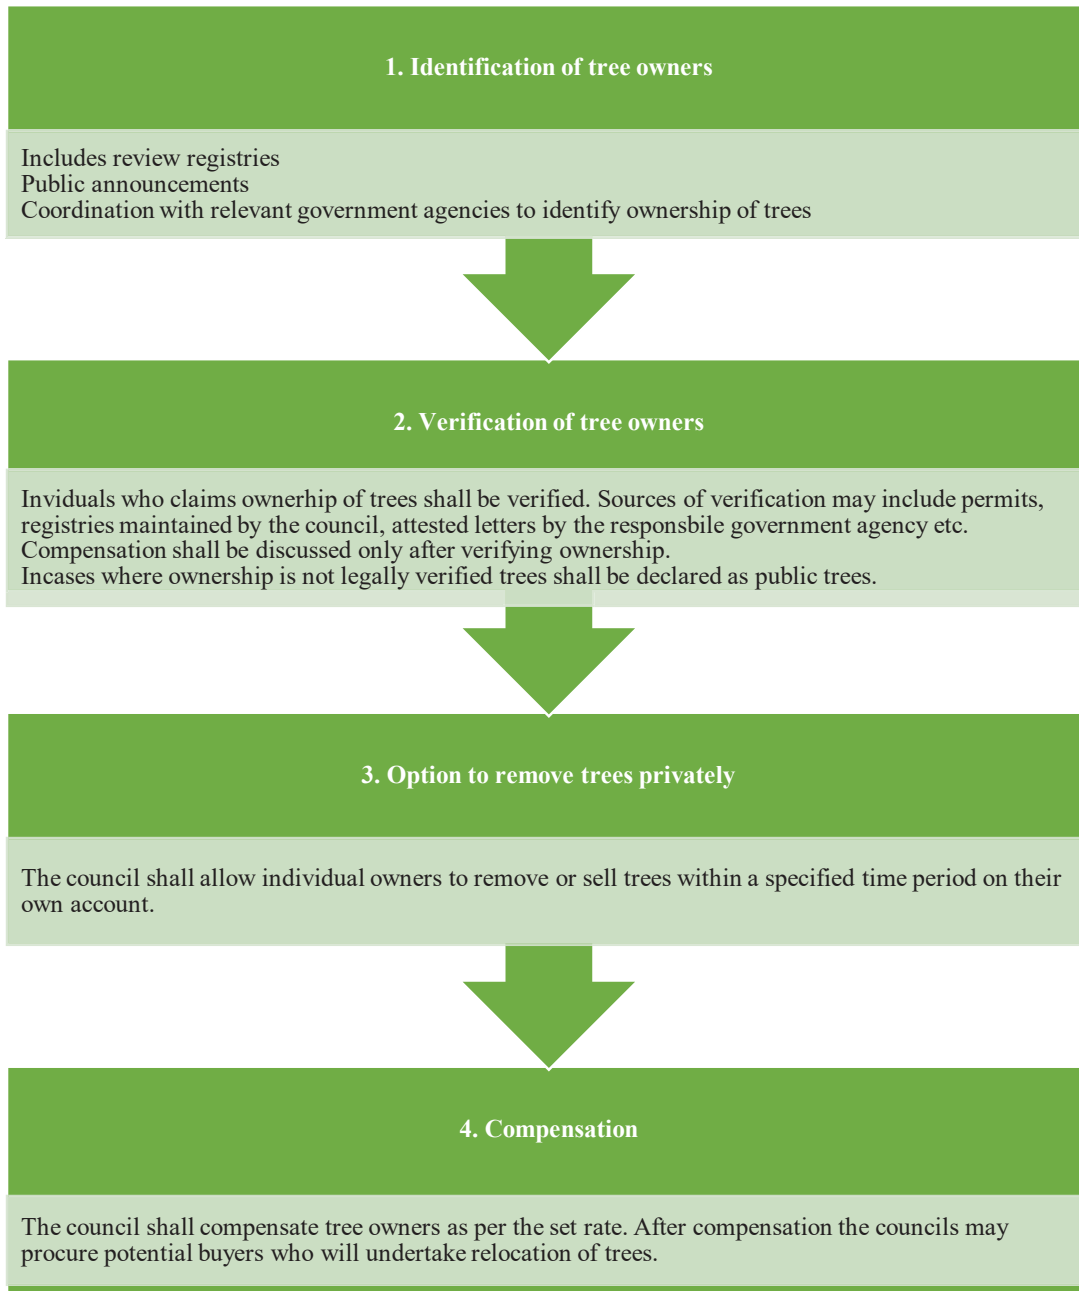 1. Identification of tree owners
Includes review registries
Public announcements
Coordination with relevant government agencies to identify ownership of trees
2. Verification of tree owners
Inviduals who claims ownerhip of trees shall be verified. Sources of verification may include permits,
registries maintained by the council, attested letters by the responsbile government agency etc.
Compensation shall be discussed only after verifying ownership.
Incases where ownership is not legally verified trees shall be declared as public trees.
3. Option to remove trees privately
The council shall allow individual owners to remove or sell trees within a specified time period on their
own account.
4. Compensation
The council shall compensate tree owners as per the set rate. After compensation the councils may
procure potential buyers who will undertake relocation of trees.